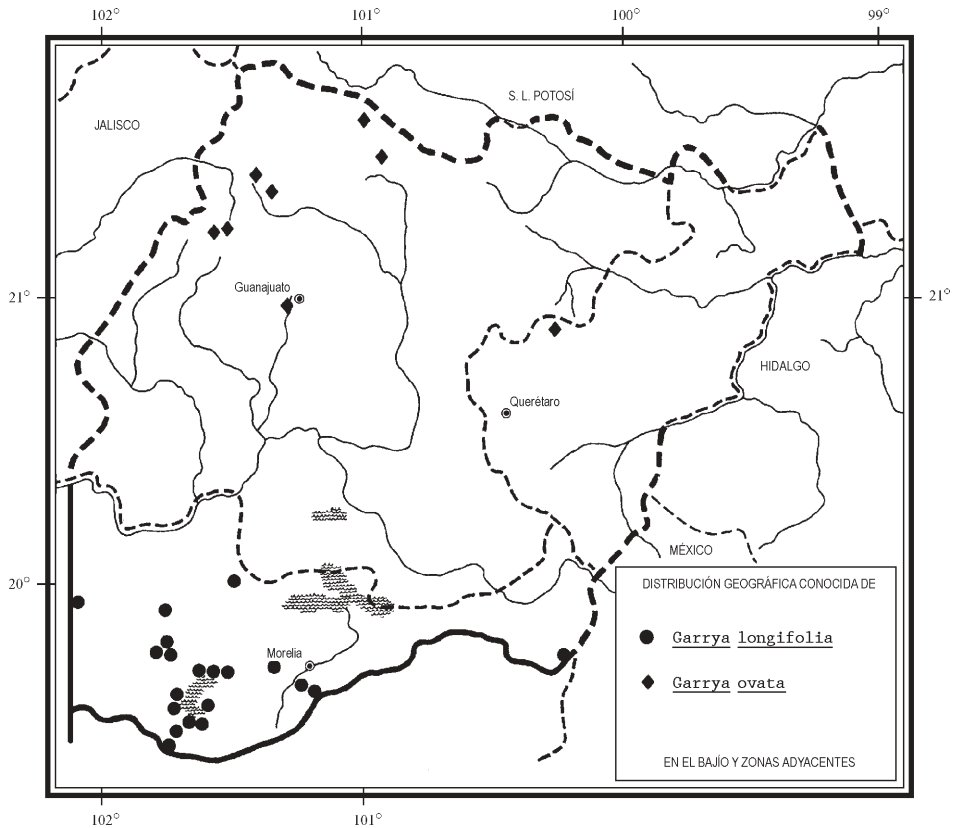 102° 101° 100° 99°
S. L. POTOSÍ
JALISCO
Guanajuato
21° 21°
HIDALGO
Querétaro
MÉXICO
20°
DISTRIBUCIÓN GEOGRÁFICA CONOCIDA DE
Garrya longifolia
Morelia
Garrya ovata
EN EL BAJÍO Y ZONAS ADYACENTES
102° 101°